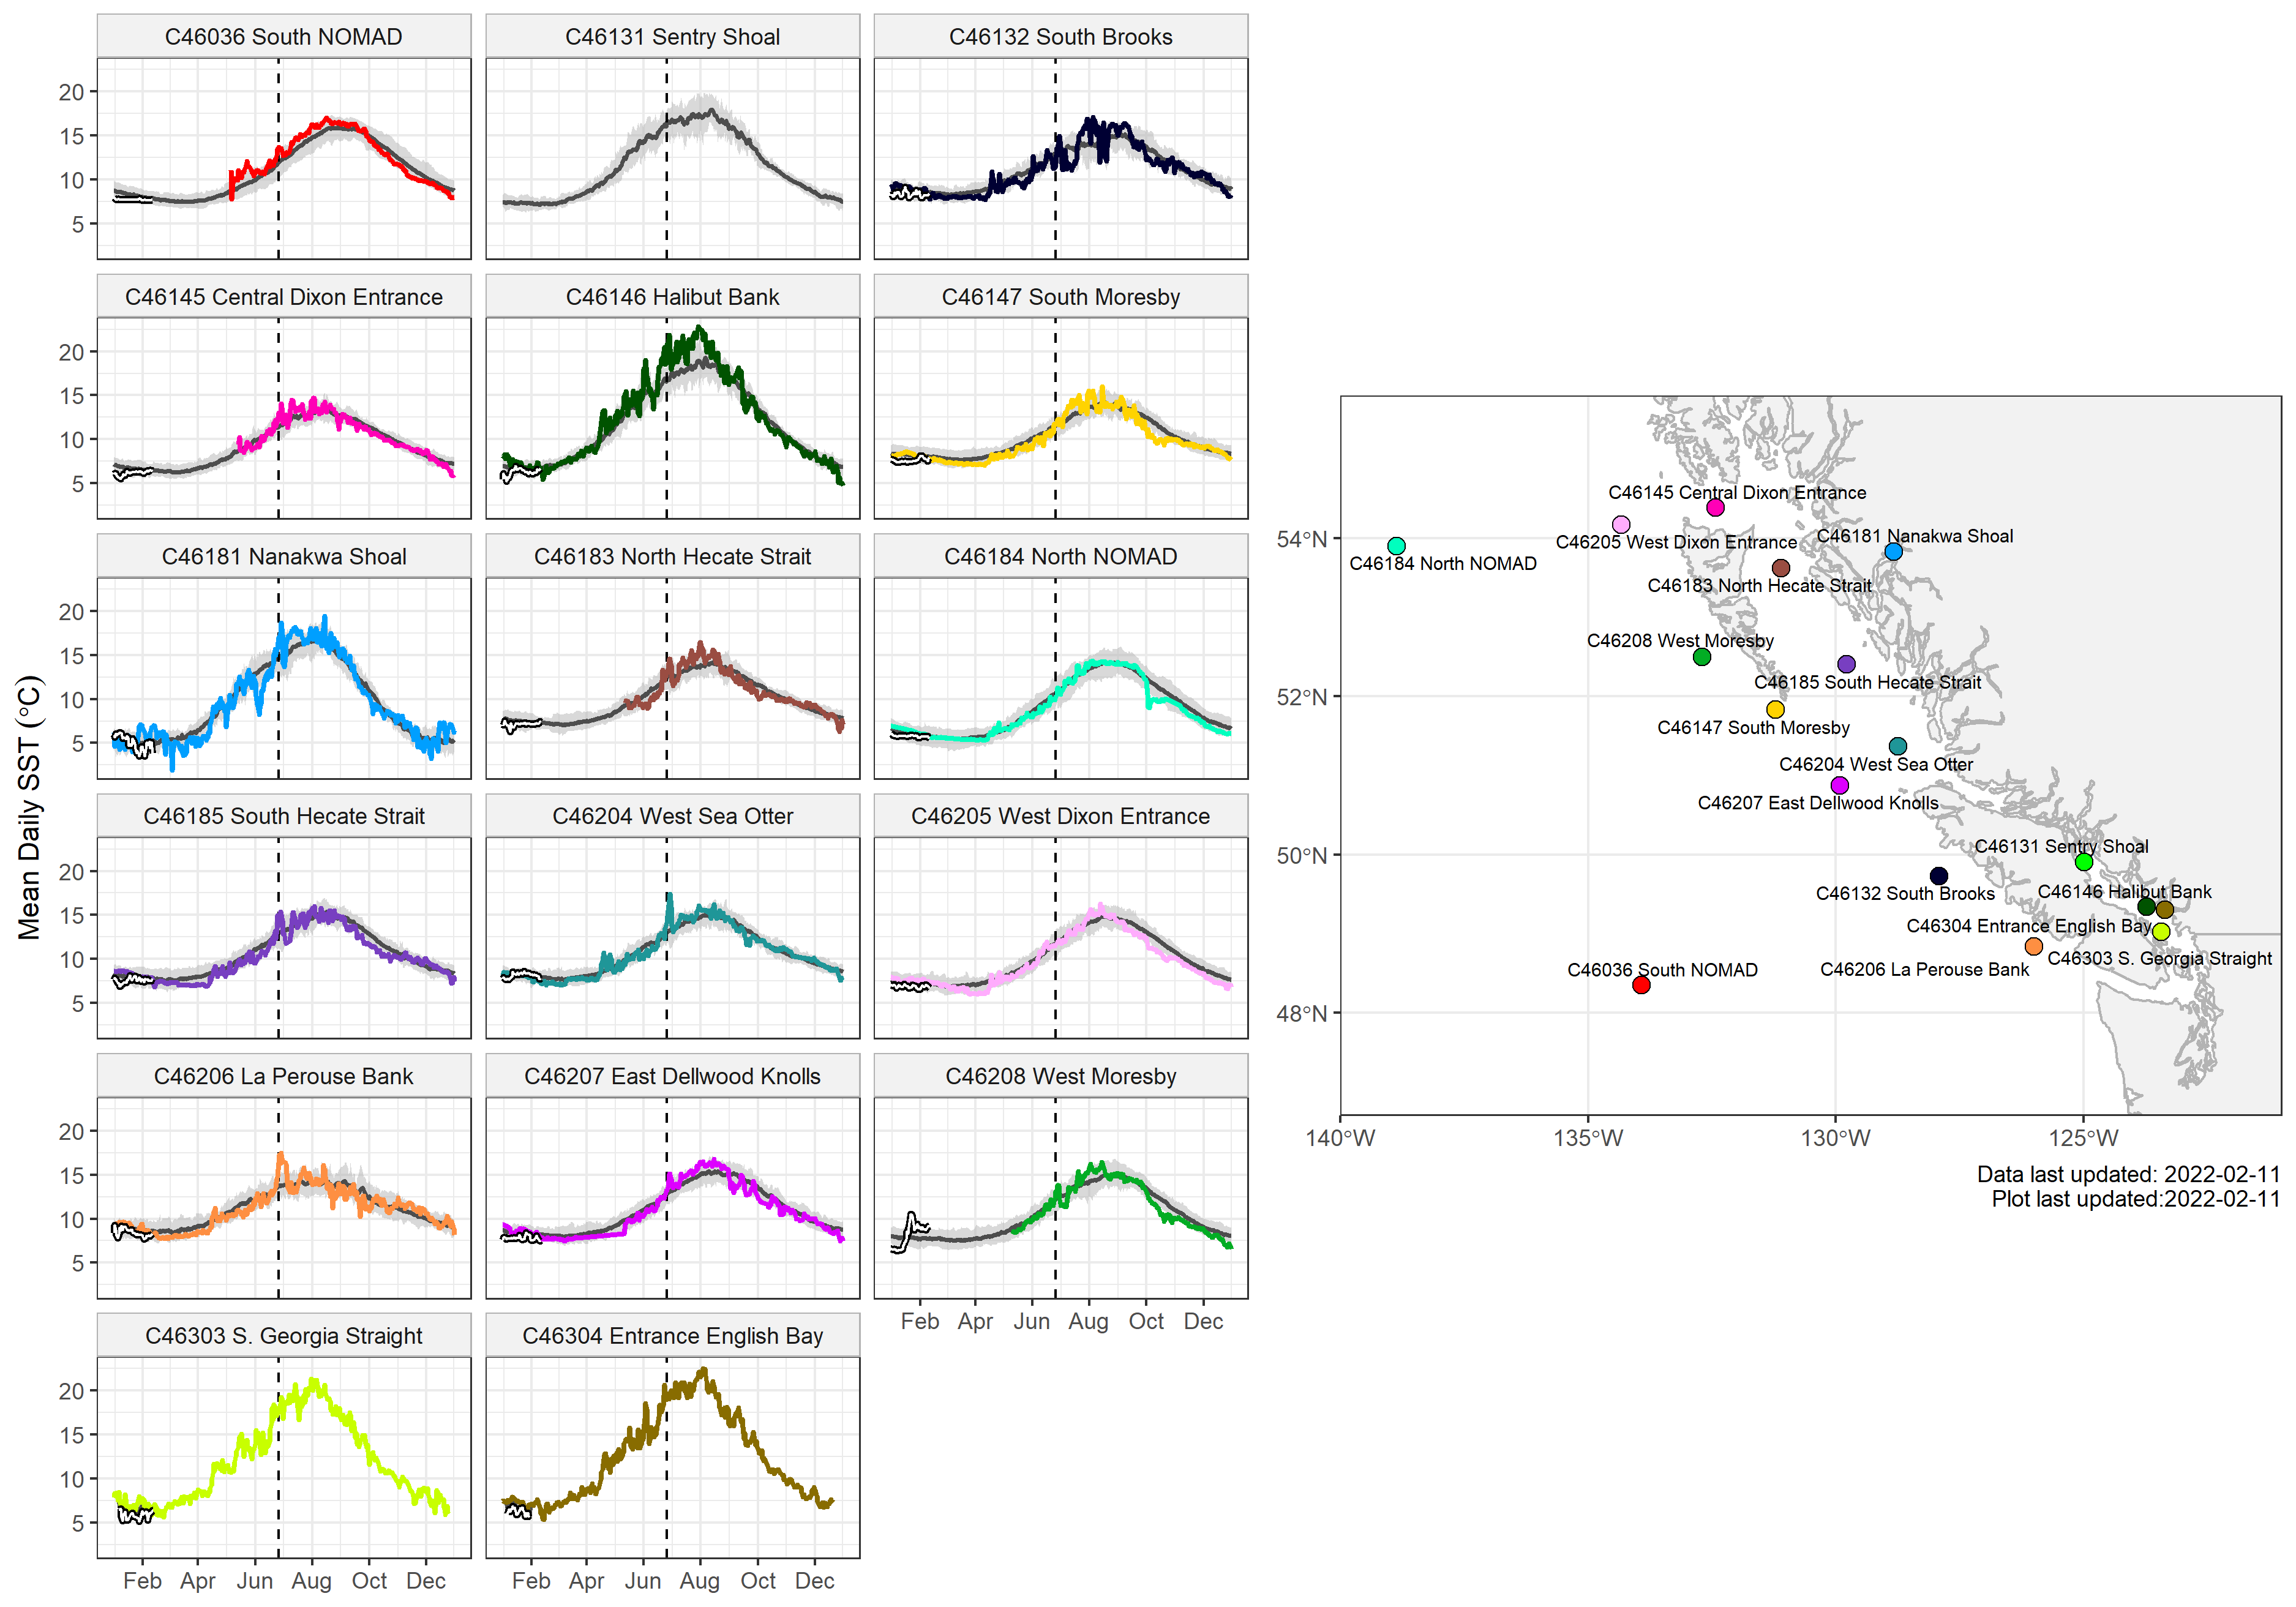 C46036 South NOMAD
C46131 Sentry Shoal
C46132 South Brooks
20
15
10
5
C46145 Central Dixon Entrance
C46146 Halibut Bank
C46147 South Moresby
20
15
10
5
C46181 Nanakwa Shoal
C46183 North Hecate Strait
C46184 North NOMAD
20
15
10
5
C46185 South Hecate Strait
C46204 West Sea Otter
C46205 West Dixon Entrance
20
15
10
5
C46206 La Perouse Bank
C46207 East Dellwood Knolls
C46208 West Moresby
20
15
10
5
Feb Apr Jun Aug Oct Dec
C46303 S. Georgia Straight
C46304 Entrance English Bay
20
15
10
5
Feb Apr Jun Aug Oct Dec
Feb Apr Jun Aug Oct Dec
Mean Daily SST (°C)
C46145 Central Dixon Entrance
C46205 West Dixon Entrance
C46181 Nanakwa Shoal
C46184 North NOMAD
C46183 North Hecate Strait
C46208 West Moresby
C46185 South Hecate Strait
C46147 South Moresby
C46204 West Sea Otter
C46207 East Dellwood Knolls
C46131 Sentry Shoal
C46132 South Brooks
C46146 Halibut Bank
C46304 Entrance English Bay
C46303 S. Georgia Straight
C46206 La Perouse Bank
C46036 South NOMAD
54°N
52°N
50°N
48°N
140°W 135°W 130°W 125°W
Data last updated: 2022-02-11
Plot last updated:2022-02-11